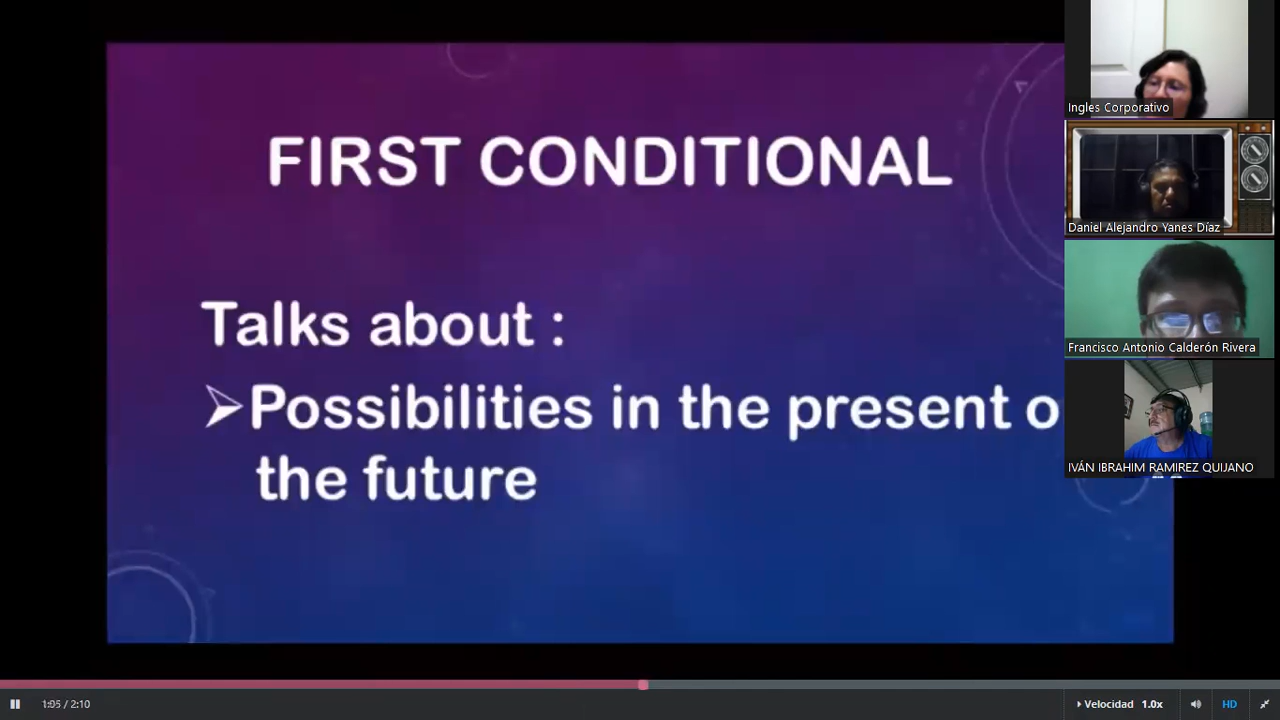 FIRST CONDITIONAL
Talks about :
➢Possibilities in the present o
the future
Ingles Corporativo
Daniel Alejandro Yanes Díaz
Francisco Antonio Calderón Rivera
IVÁN IBRAHIM RAMIREZ QUIJANO
1:05 / 2:10
Velocidad 1.0x
HD